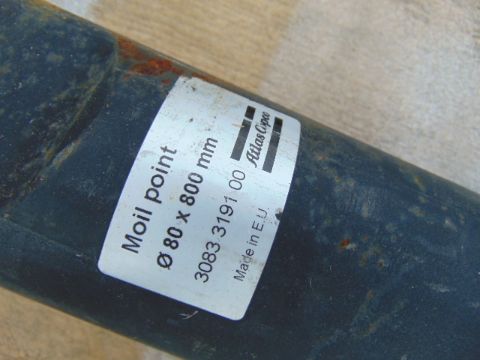 Moil point
Ø 80 x 800 mm
3083 3191 00
Made in E.U.
Atlas Copco